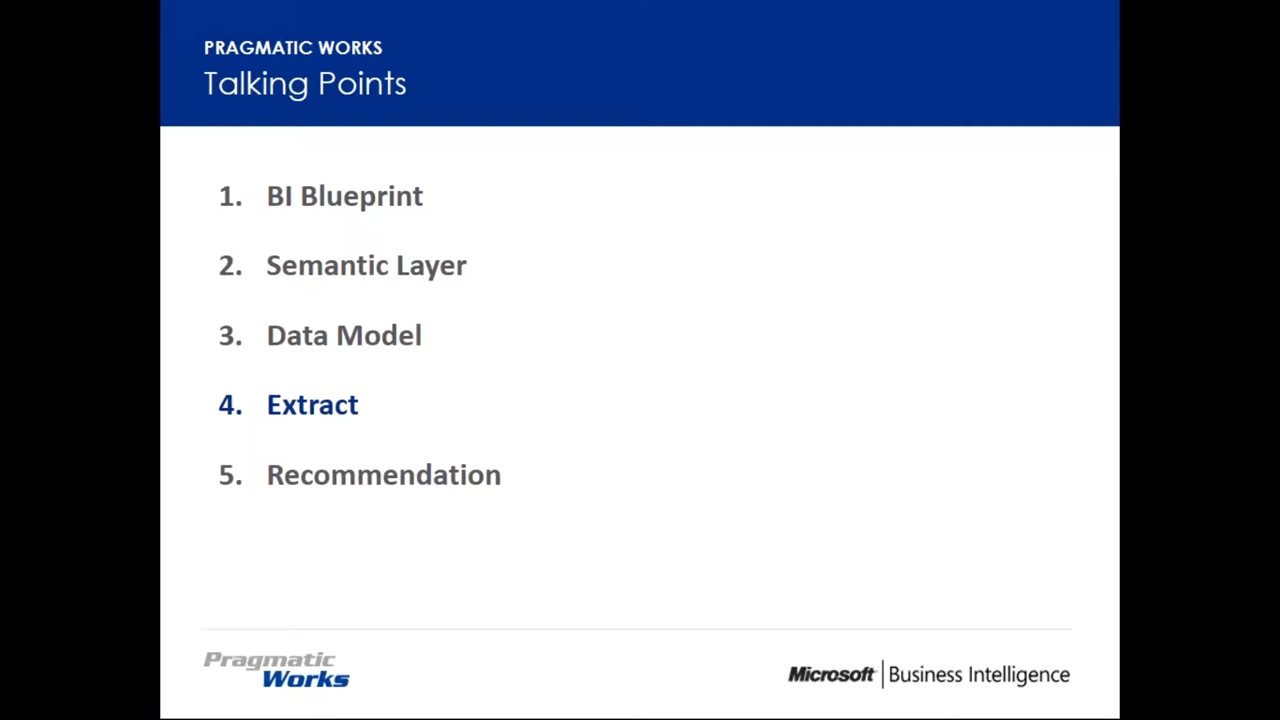 PRAGMATIC WORKS
Talking Points
1. BI Blueprint
2. Semantic Layer
3. Data Model
4. Extract
5. Recommendation
Pragmatic
Works
Microsoft | Business Intelligence